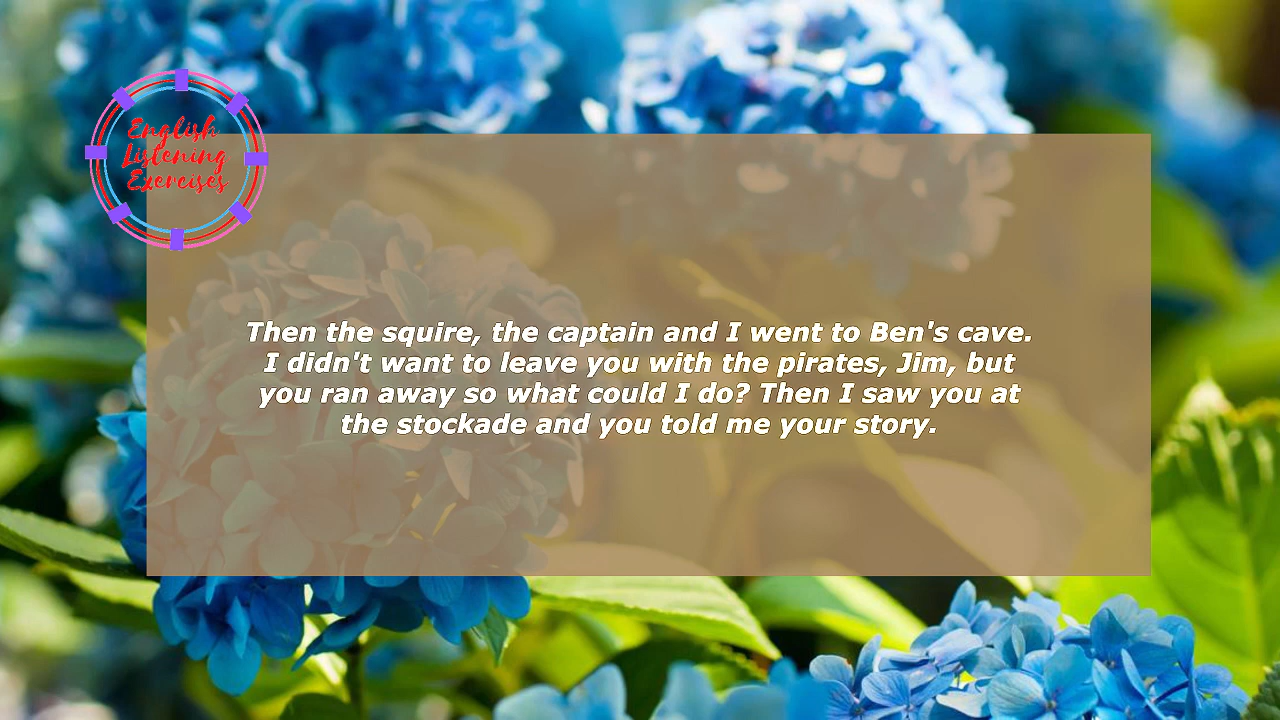 English
Listening
Exercises
Then the squire, the captain and I went to Ben's cave.
I didn't want to leave you with the pirates, Jim, but
you ran away so what could I do? Then I saw you at
the stockade and you told me your story.